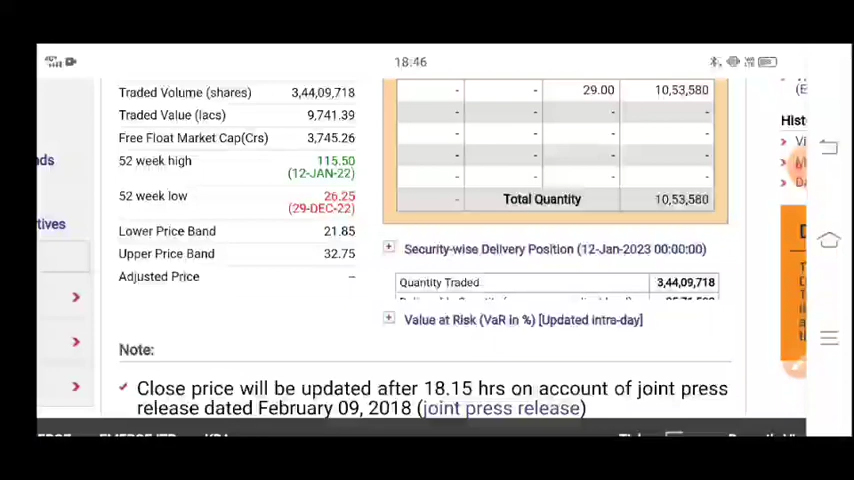 18:46
Traded Volume (shares) 3,44,09,718
Traded Value (lacs) 9,741.39
Free Float Market Cap(Crs) 3,745.26
52 week high 115.50
(12-JAN-22)
52 week low 26.25
(29-DEC-22)
Lower Price Band 21.85
Upper Price Band 32.75
Adjusted Price –
- - 29.00 10,53,580
- - - -
- - - -
- - - -
- - - -
- Total Quantity 10,53,580
Security-wise Delivery Position (12-Jan-2023 00:00:00)
Quantity Traded 3,44,09,718
Value at Risk (VaR in %) [Updated intra-day]
Note:
Close price will be updated after 18.15 hrs on account of joint press
release dated February 09, 2018 (joint press release)
nds
tives
Hist